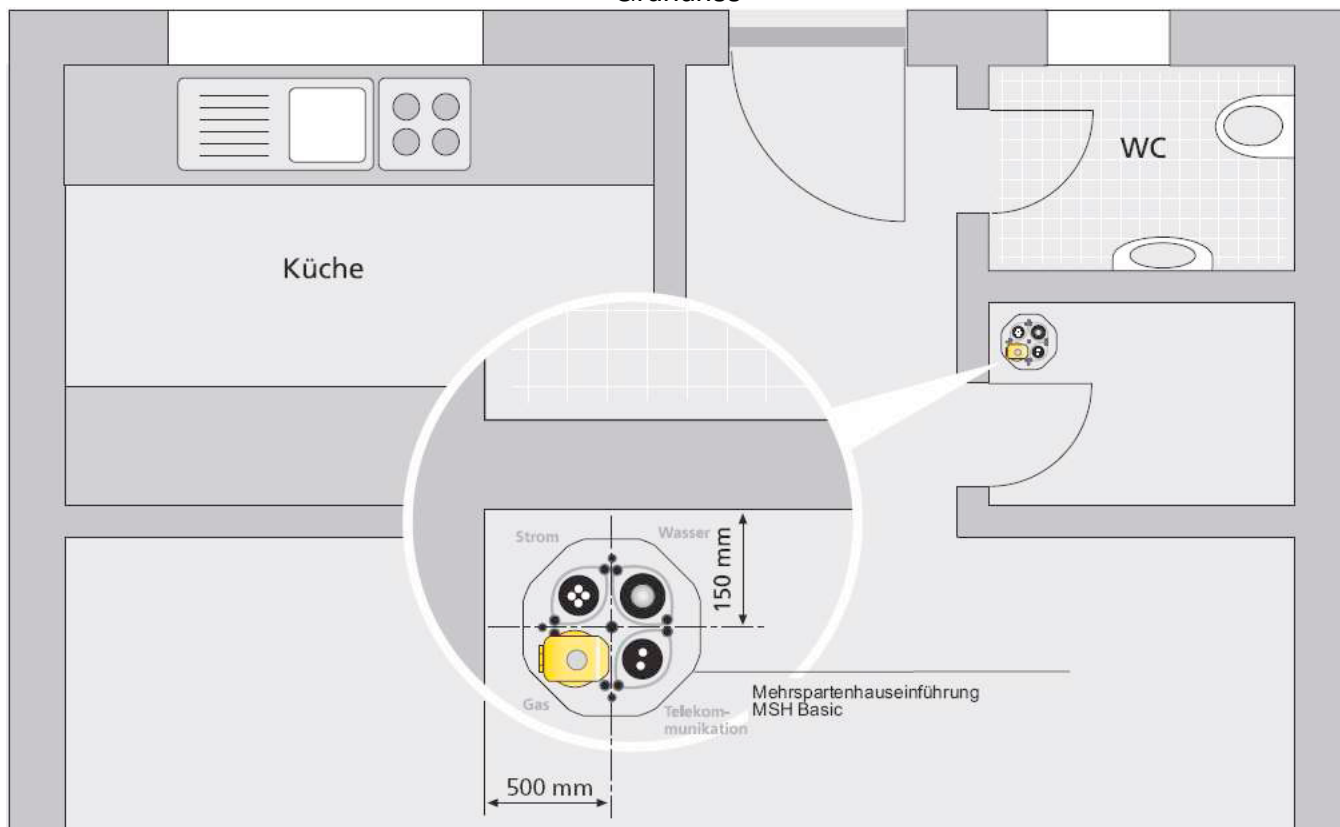 Grundriss
WC
Küche
Strom
Wasser
150 mm
Gas
Telekom-
munikation
Mehrspartenhauseinführung
MSH Basic
500 mm